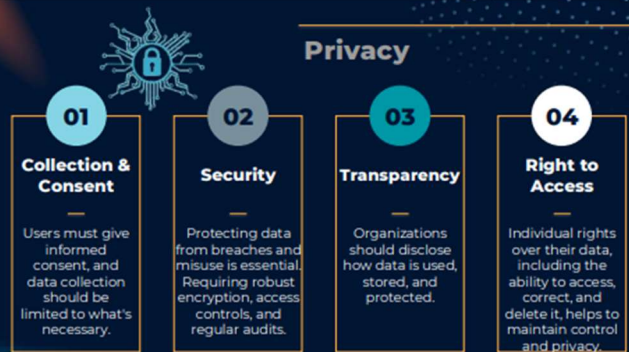 Privacy
01
Collection &
Consent
Users must give
informed
consent, and
data collection
should be
limited to what's
necessary.
02
Security
Protecting data
from breaches and
misuse is essential.
Requiring robust
encryption, access
controls, and
regular audits.
03
Transparency
Organizations
should disclose
how data is used,
stored, and
protected.
04
Right to
Access
Individual rights
over their data,
including the
ability to access,
correct, and
delete it, helps to
maintain control
and privacy.